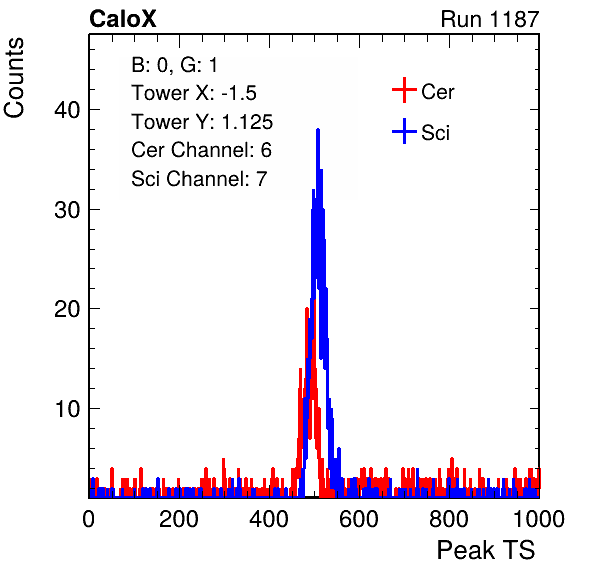 CaloX Run 1187
Counts
B: 0, G: 1
Tower X: -1.5
Tower Y: 1.125
Cer Channel: 6
Sci Channel: 7
Cer
Sci
40
30
20
10
0 200 400 600 800 1000
Peak TS